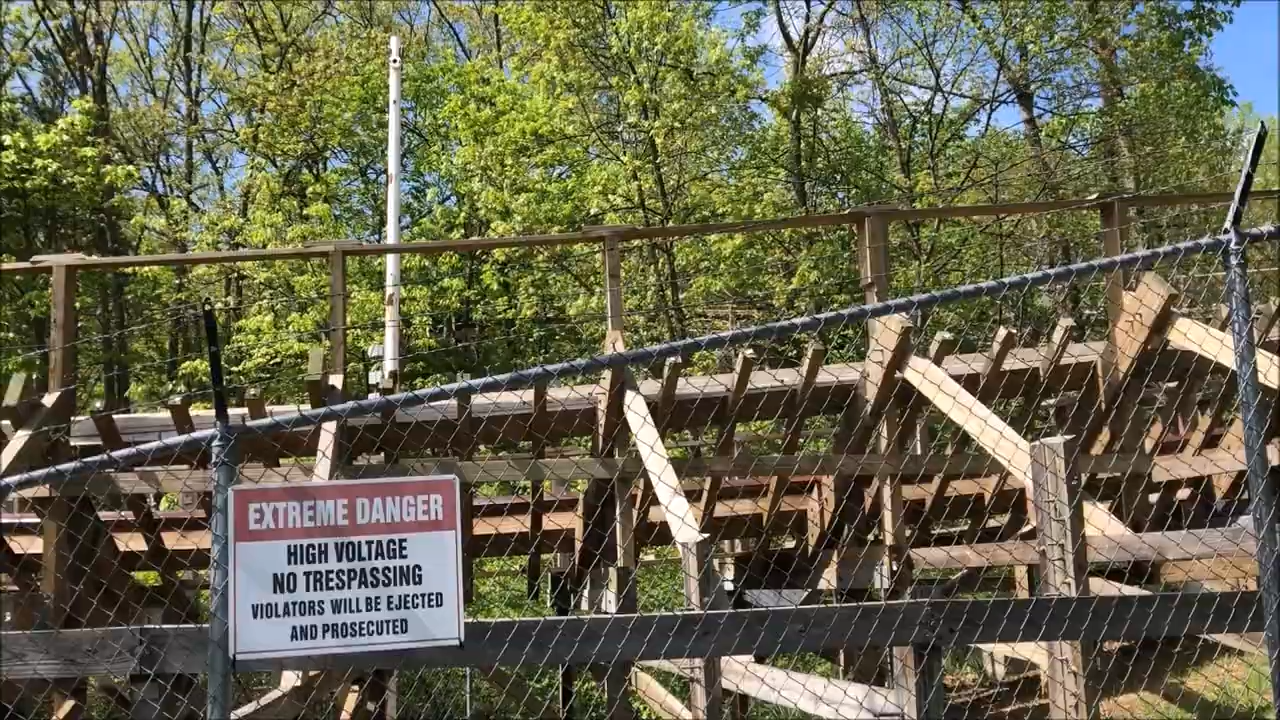 EXTREME DANGER
HIGH VOLTAGE
NO TRESPASSING
VIOLATORS WILL BE EJECTED
AND PROSECUTED